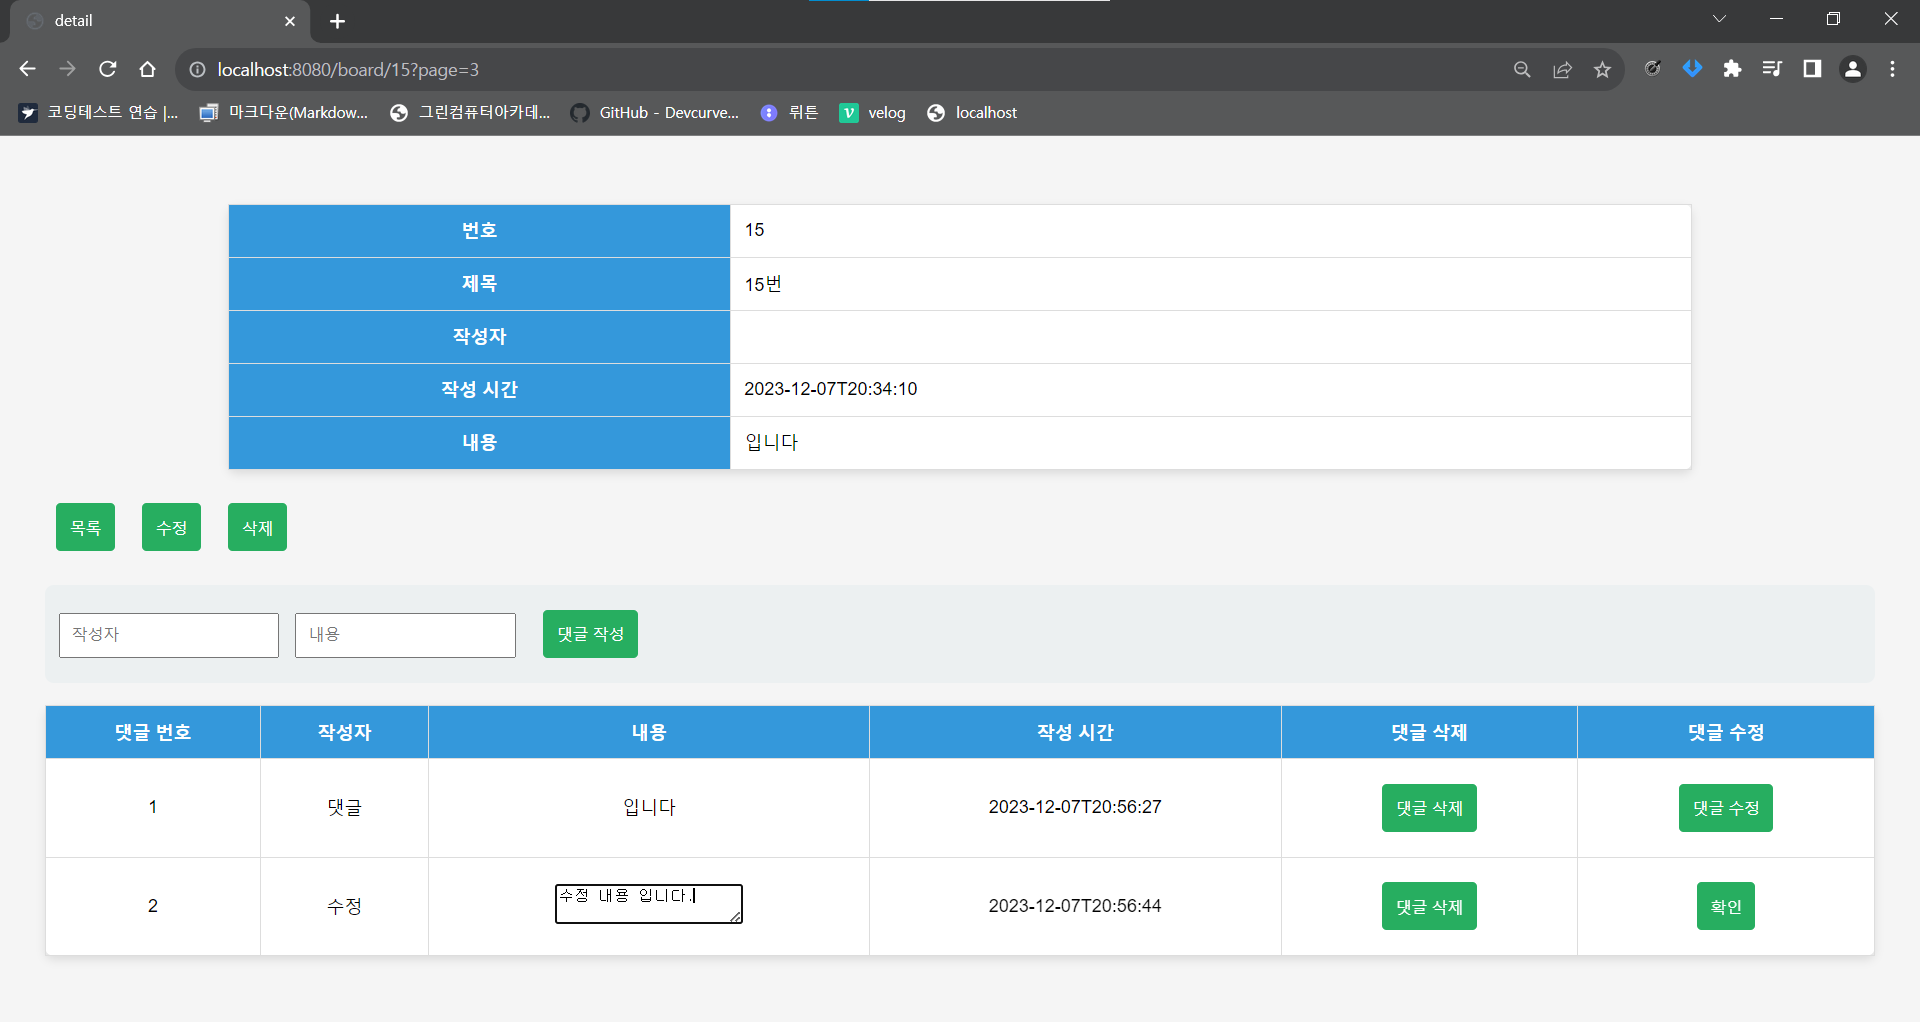 detail
localhost:8080/board/15?page=3
코딩테스트 연습 |... 마크다운(Markdow... 그린컴퓨터아카데... GitHub - Devcurve... 뤼튼 velog localhost
번호 15
제목 15번
작성자
작성 시간 2023-12-07T20:34:10
내용 입니다
목록 수정 삭제
작성자 내용 댓글 작성
댓글 번호 작성자 내용 작성 시간 댓글 삭제 댓글 수정
1 댓글 입니다 2023-12-07T20:56:27 댓글 삭제 댓글 수정
2 수정 수정 내용 입니다. 2023-12-07T20:56:44 댓글 삭제 확인